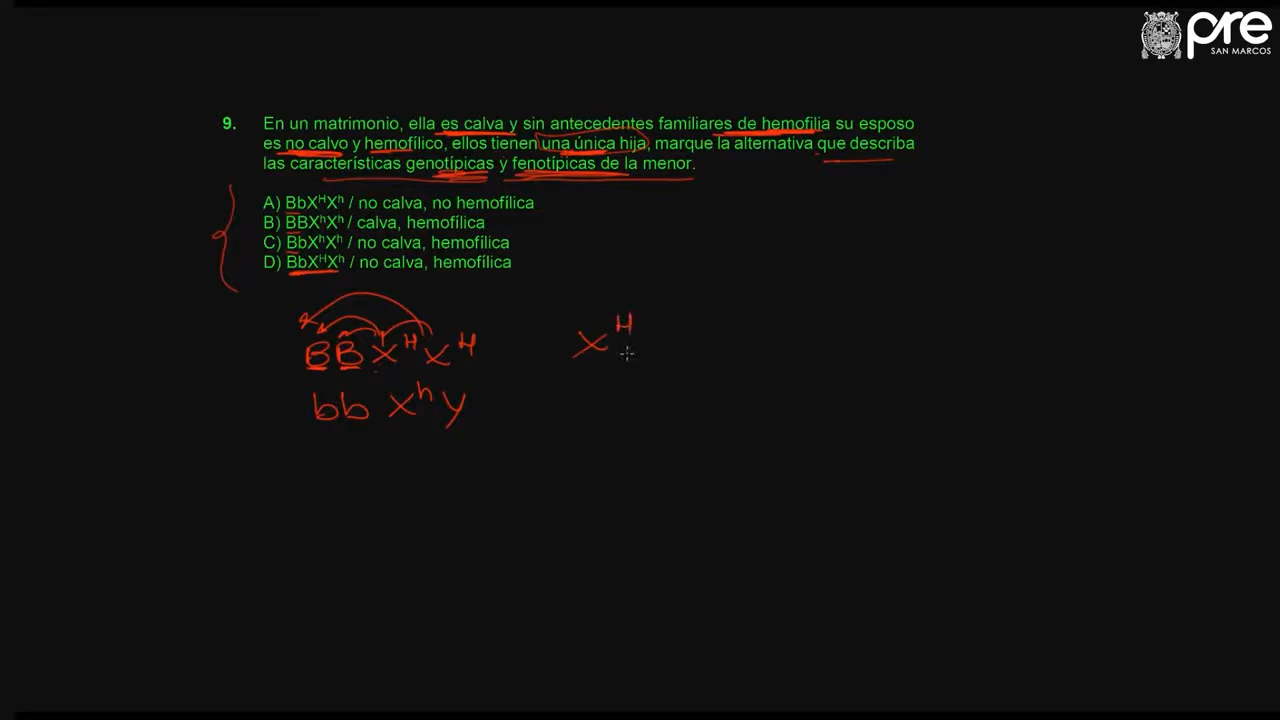 pre
SAN MARCOS
9. En un matrimonio, ella es calva y sin antecedentes familiares de hemofilia su esposo
es no calvo y hemofílico, ellos tienen una única hija, marque la alternativa que describa
las características genotípicas y fenotípicas de la menor.
A) BbXᴴXʰ / no calva, no hemofílica
B) BBXʰXʰ / calva, hemofílica
C) BbXʰXʰ / no calva, hemofílica
D) BbXᴴXʰ / no calva, hemofílica
BBXᴴXᴴ
Xᴴ
bb Xʰy